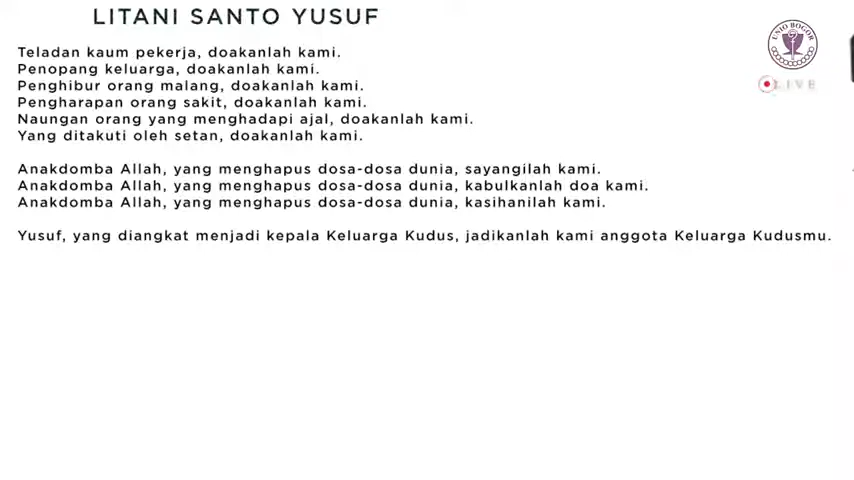 LITANI SANTO YUSUF
UNIO BOGOR
LIVE
Teladan kaum pekerja, doakanlah kami.
Penopang keluarga, doakanlah kami.
Penghibur orang malang, doakanlah kami.
Pengharapan orang sakit, doakanlah kami.
Naungan orang yang menghadapi ajal, doakanlah kami.
Yang ditakuti oleh setan, doakanlah kami.
Anakdomba Allah, yang menghapus dosa-dosa dunia, sayangilah kami.
Anakdomba Allah, yang menghapus dosa-dosa dunia, kabulkanlah doa kami.
Anakdomba Allah, yang menghapus dosa-dosa dunia, kasihanilah kami.
Yusuf, yang diangkat menjadi kepala Keluarga Kudus, jadikanlah kami anggota Keluarga Kudusmu.